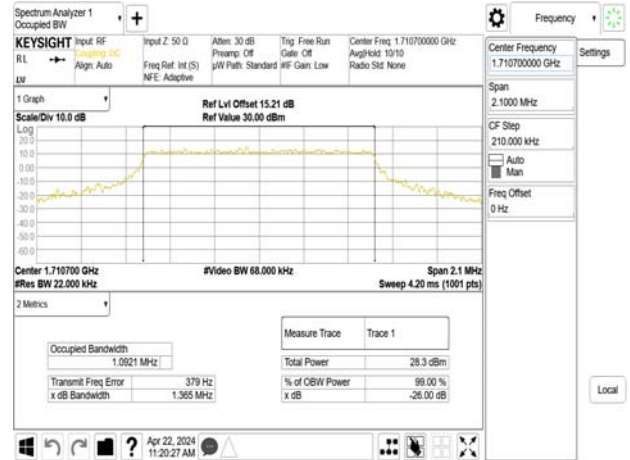 Spectrum Analyzer 1
Occupied BW
+
Frequency
KEYSIGHT
RL
Input: RF
Coupling: DC
Align: Auto
Input Z: 50 Ω
Freq Ref: Int (S)
NFE: Adaptive
Atten: 30 dB
Preamp: Off
µW Path: Standard
Trig: Free Run
Gate: Off
#IF Gain: Low
Center Freq: 1.710700000 GHz
Avg|Hold: 10/10
Radio Std: None
Center Frequency
1.710700000 GHz
Settings
Span
2.1000 MHz
CF Step
210.000 kHz
Auto
Man
Freq Offset
0 Hz
1 Graph
Scale/Div 10.0 dB
Ref Lvl Offset 15.21 dB
Ref Value 30.00 dBm
Log
20.0
10.0
0.00
-10.0
-20.0
-30.0
-40.0
-50.0
-60.0
Center 1.710700 GHz
#Res BW 22.000 kHz
#Video BW 68.000 kHz
Span 2.1 MHz
Sweep 4.20 ms (1001 pts)
2 Metrics
Occupied Bandwidth
1.0921 MHz
Transmit Freq Error 379 Hz
x dB Bandwidth 1.365 MHz
Measure Trace Trace 1
Total Power 28.3 dBm
% of OBW Power 99.00 %
x dB -26.00 dB
Local
?
Apr 22, 2024
11:20:27 AM